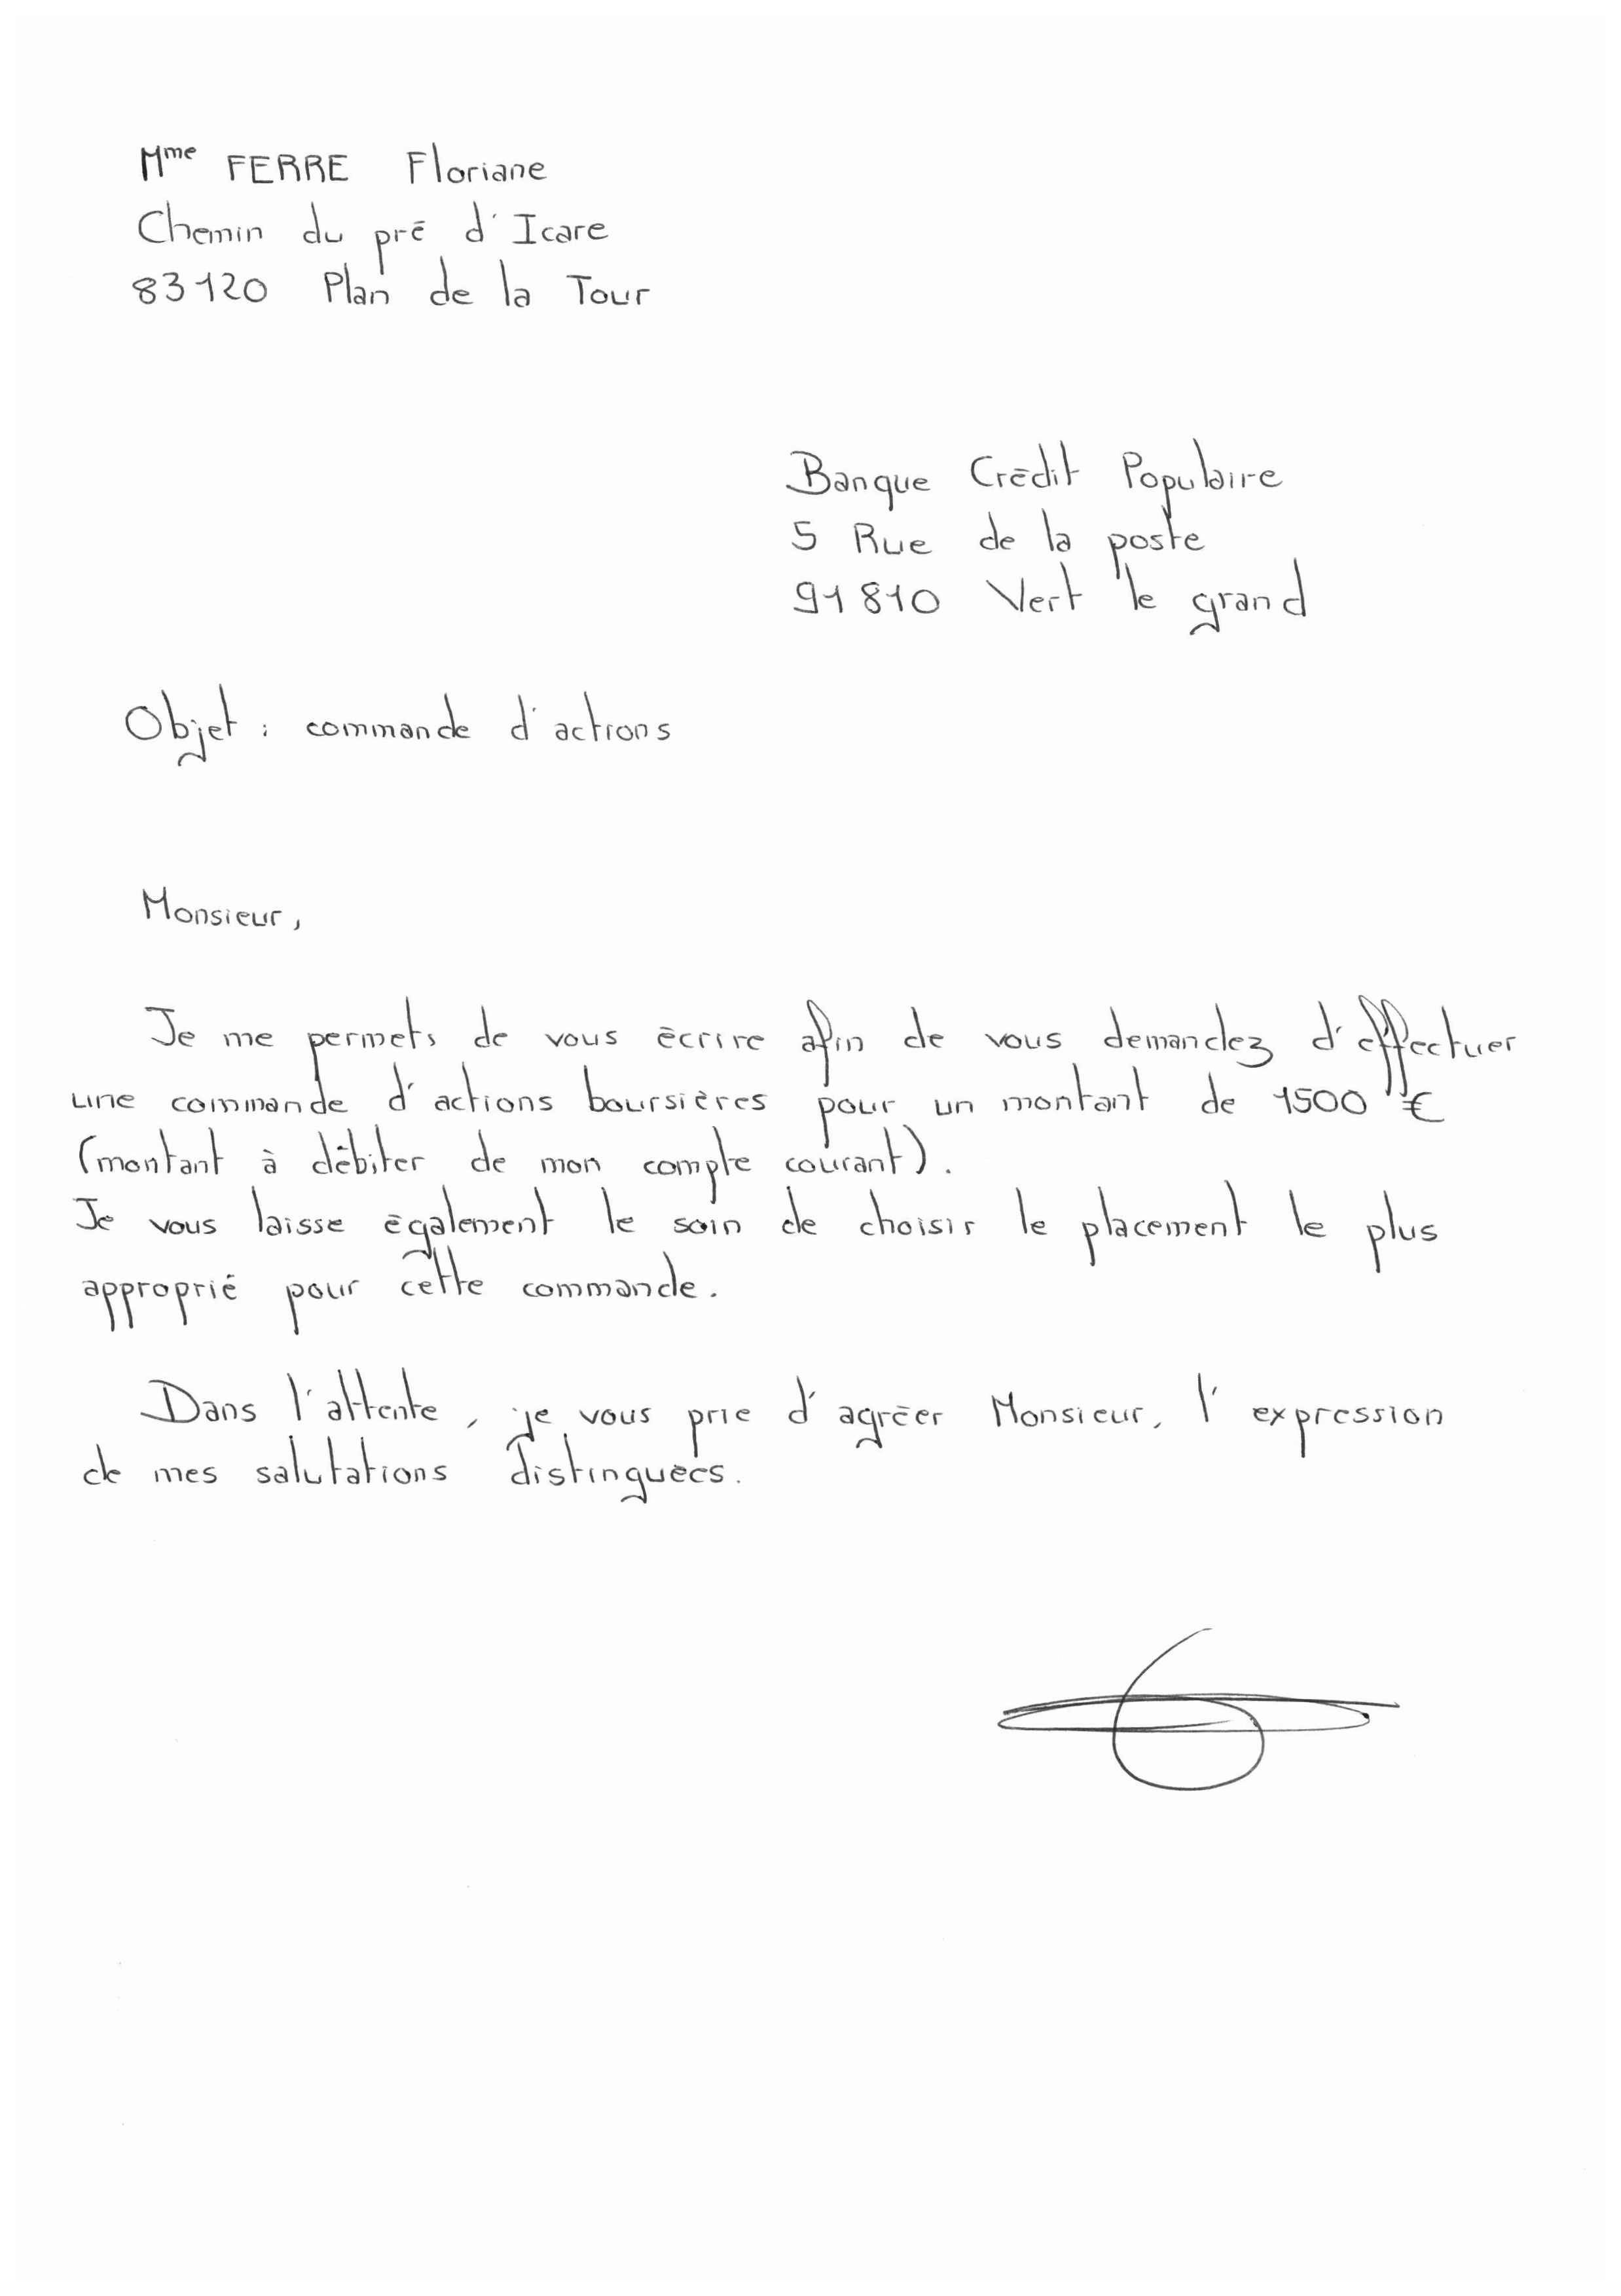 Mme FERRE Floriane
Chemin du pré d'Icare
83120 Plan de la Tour
Banque Crédit Populaire
5 Rue de la poste
91810 Vert le grand
Objet : commande d'actions
Monsieur,
Je me permets de vous écrire afin de vous demandez d'effectuer
une commande d'actions boursières pour un montant de 1500 €
(montant à débiter de mon compte courant).
Je vous laisse également le soin de choisir le placement le plus
approprié pour cette commande.
Dans l'attente, je vous prie d'agréer Monsieur, l'expression
de mes salutations distinguées.